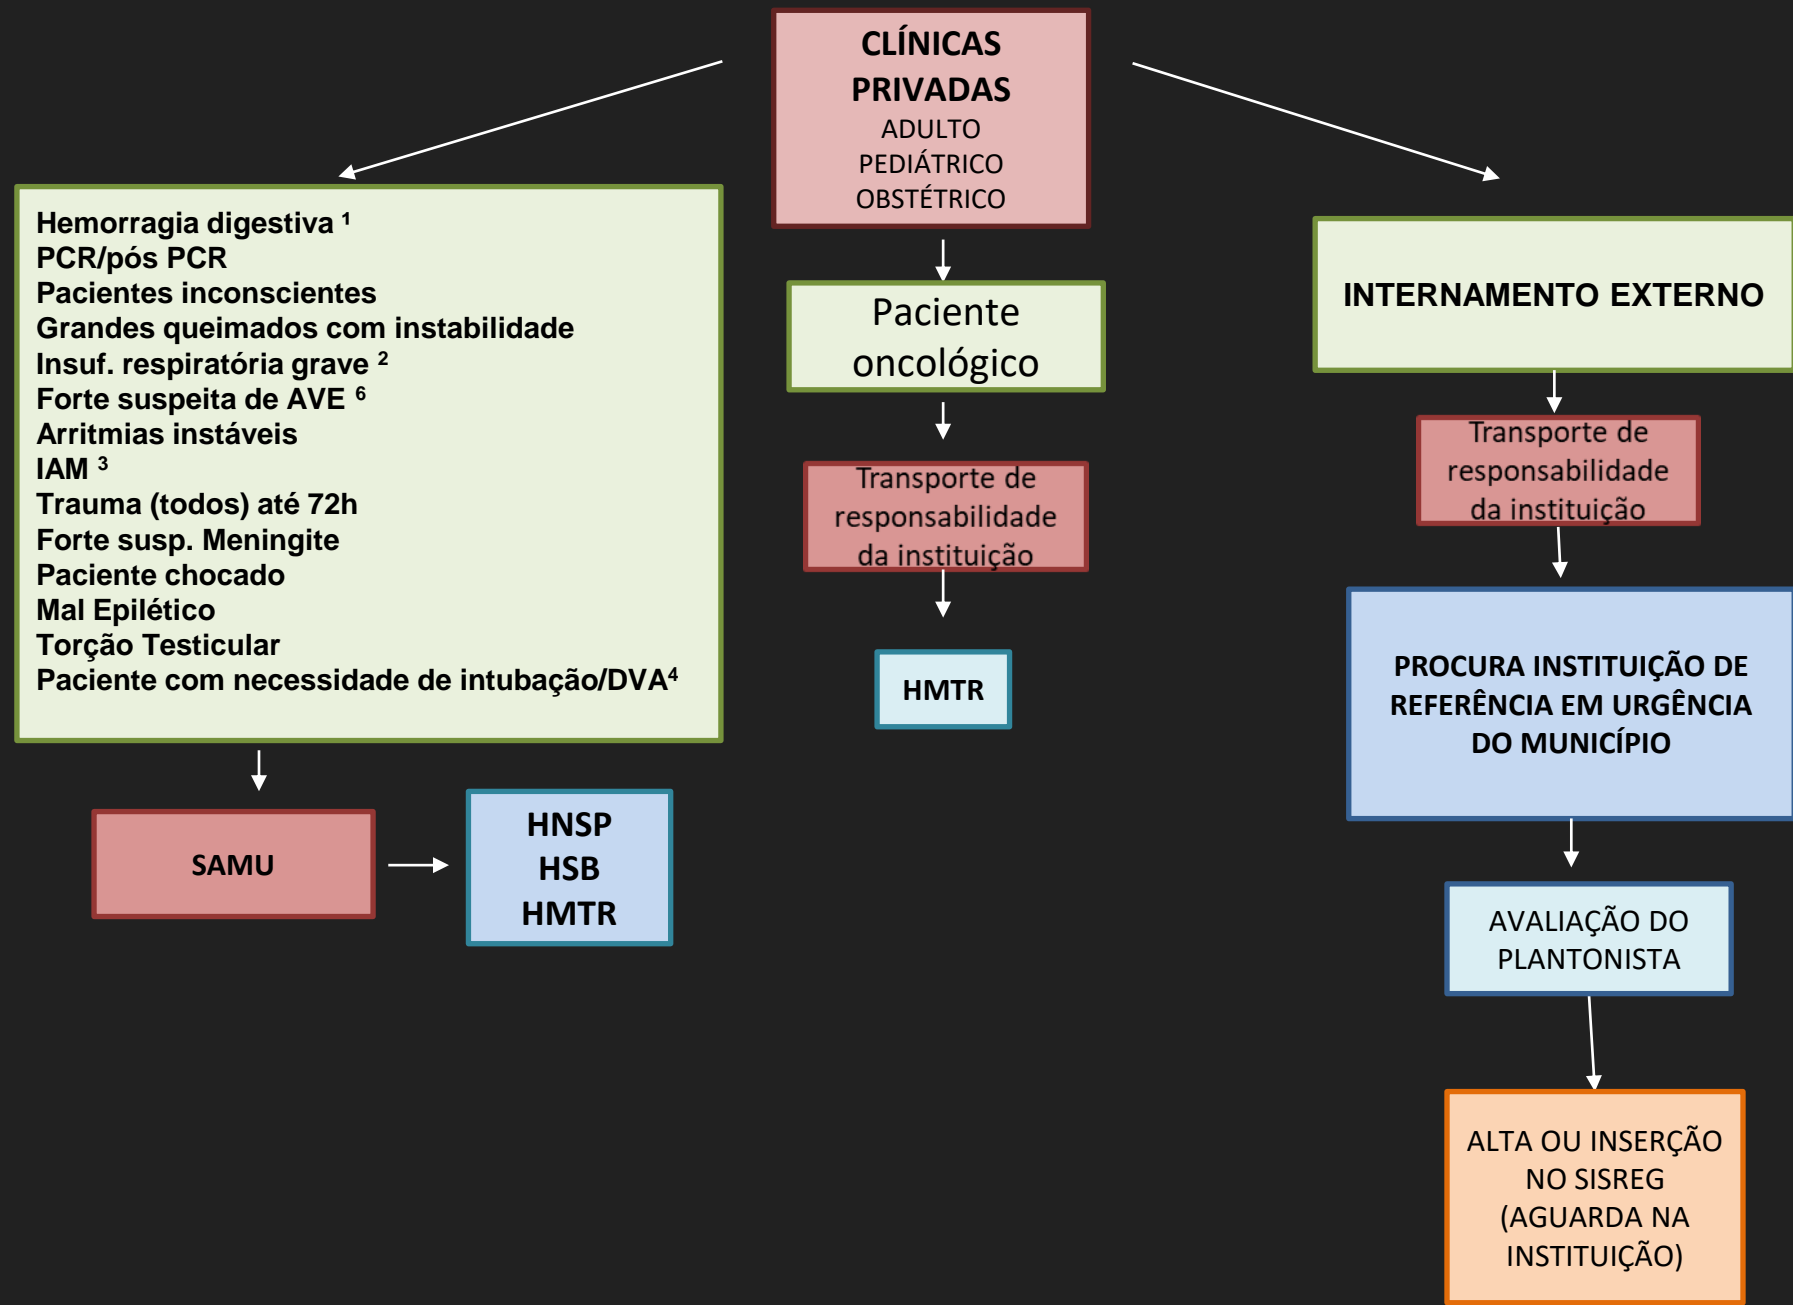 CLÍNICAS
PRIVADAS
ADULTO
PEDIÁTRICO
OBSTÉTRICO
Hemorragia digestiva ¹
PCR/pós PCR
Pacientes inconscientes
Grandes queimados com instabilidade
Insuf. respiratória grave ²
Forte suspeita de AVE ⁶
Arritmias instáveis
IAM ³
Trauma (todos) até 72h
Forte susp. Meningite
Paciente chocado
Mal Epilético
Torção Testicular
Paciente com necessidade de intubação/DVA⁴
SAMU
HNSP
HSB
HMTR
Paciente
oncológico
Transporte de
responsabilidade
da instituição
HMTR
INTERNAMENTO EXTERNO
Transporte de
responsabilidade
da instituição
PROCURA INSTITUIÇÃO DE
REFERÊNCIA EM URGÊNCIA
DO MUNICÍPIO
AVALIAÇÃO DO
PLANTONISTA
ALTA OU INSERÇÃO
NO SISREG
(AGUARDA NA
INSTITUIÇÃO)